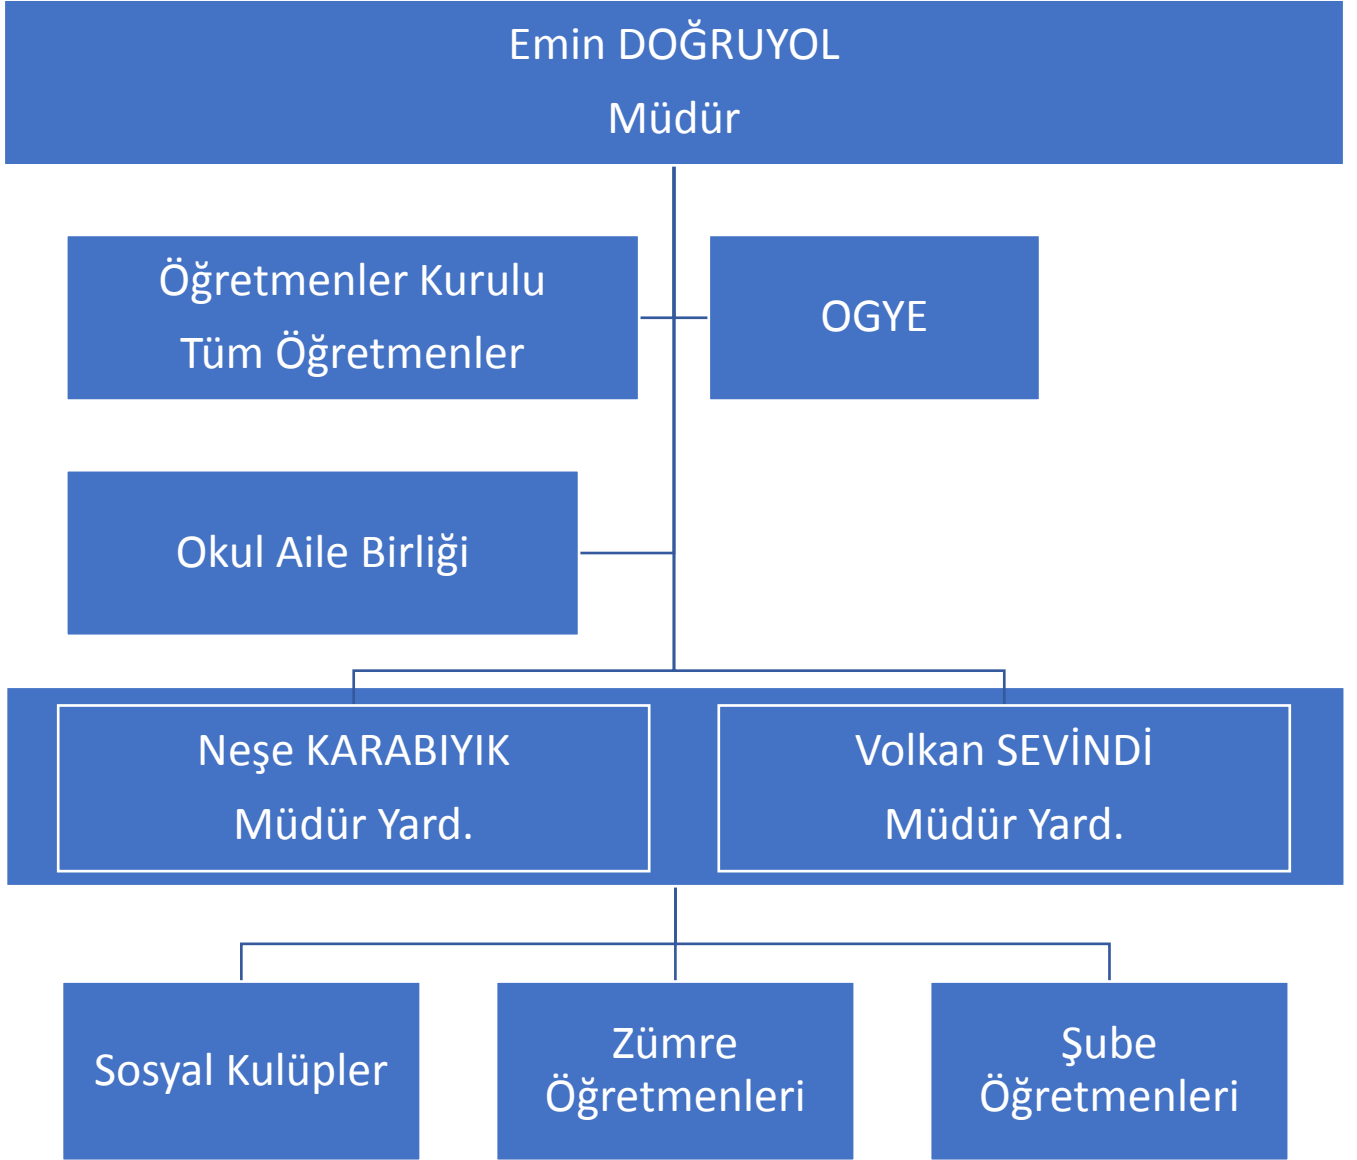 Emin DOĞRUYOL
Müdür
Öğretmenler Kurulu
Tüm Öğretmenler
OGYE
Okul Aile Birliği
Neşe KARABIYIK
Müdür Yard.
Volkan SEVİNDİ
Müdür Yard.
Sosyal Kulüpler
Zümre
Öğretmenleri
Şube
Öğretmenleri